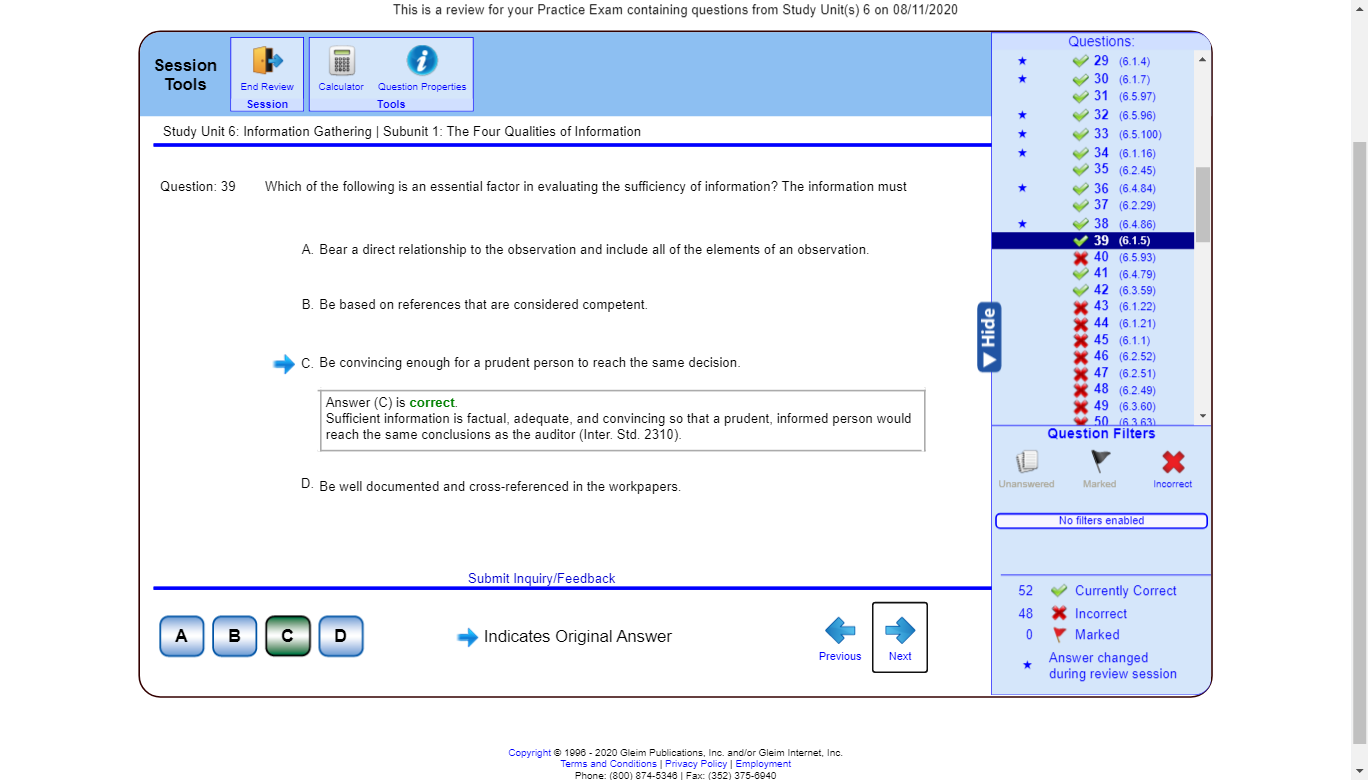 This is a review for your Practice Exam containing questions from Study Unit(s) 6 on 08/11/2020
Session
Tools
End Review
Session
Calculator
Question Properties
Tools
Study Unit 6: Information Gathering | Subunit 1: The Four Qualities of Information
Question: 39 Which of the following is an essential factor in evaluating the sufficiency of information? The information must
A. Bear a direct relationship to the observation and include all of the elements of an observation.
B. Be based on references that are considered competent.
C. Be convincing enough for a prudent person to reach the same decision.
Answer (C) is correct.
Sufficient information is factual, adequate, and convincing so that a prudent, informed person would
reach the same conclusions as the auditor (Inter. Std. 2310).
D. Be well documented and cross-referenced in the workpapers.
Submit Inquiry/Feedback
A B C D
Indicates Original Answer
Previous
Next
Hide
Questions:
29 (6.1.4)
30 (6.1.7)
31 (6.5.97)
32 (6.5.96)
33 (6.5.100)
34 (6.1.16)
35 (6.2.45)
36 (6.4.84)
37 (6.2.29)
38 (6.4.86)
39 (6.1.5)
40 (6.5.93)
41 (6.4.79)
42 (6.3.59)
43 (6.1.22)
44 (6.1.21)
45 (6.1.1)
46 (6.2.52)
47 (6.2.51)
48 (6.2.49)
49 (6.3.60)
50 (6.3.63)
Question Filters
Unanswered
Marked
Incorrect
No filters enabled
52 Currently Correct
48 Incorrect
0 Marked
Answer changed
during review session
Copyright © 1996 - 2020 Gleim Publications, Inc. and/or Gleim Internet, Inc.
Terms and Conditions | Privacy Policy | Employment
Phone: (800) 874-5346 | Fax: (352) 375-6940